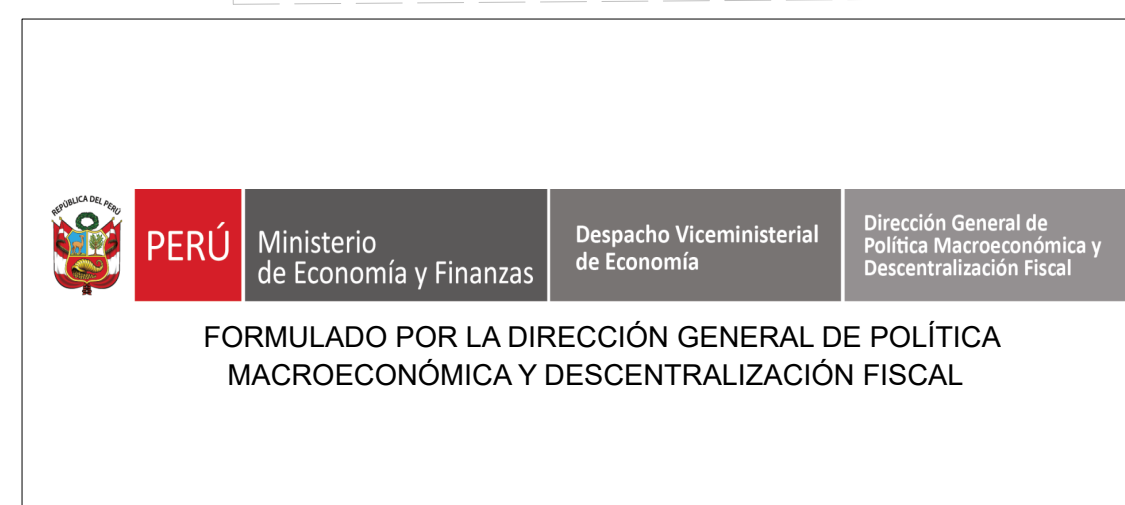 REPÚBLICA DEL PERÚ
PERÚ
Ministerio
de Economía y Finanzas
Despacho Viceministerial
de Economía
Dirección General de
Política Macroeconómica y
Descentralización Fiscal
FORMULADO POR LA DIRECCIÓN GENERAL DE POLÍTICA
MACROECONÓMICA Y DESCENTRALIZACIÓN FISCAL